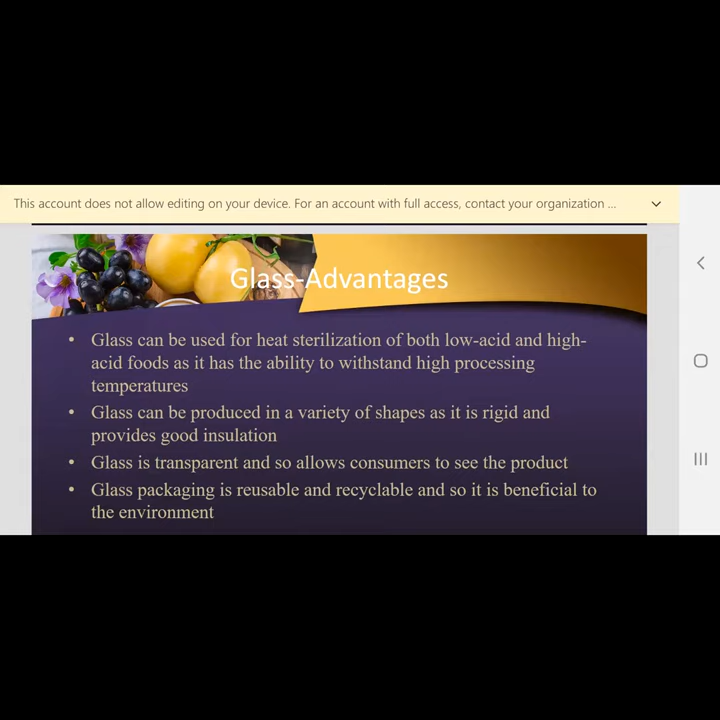 This account does not allow editing on your device. For an account with full access, contact your organization ...
Glass-Advantages
• Glass can be used for heat sterilization of both low-acid and high-
acid foods as it has the ability to withstand high processing
temperatures
• Glass can be produced in a variety of shapes as it is rigid and
provides good insulation
• Glass is transparent and so allows consumers to see the product
• Glass packaging is reusable and recyclable and so it is beneficial to
the environment